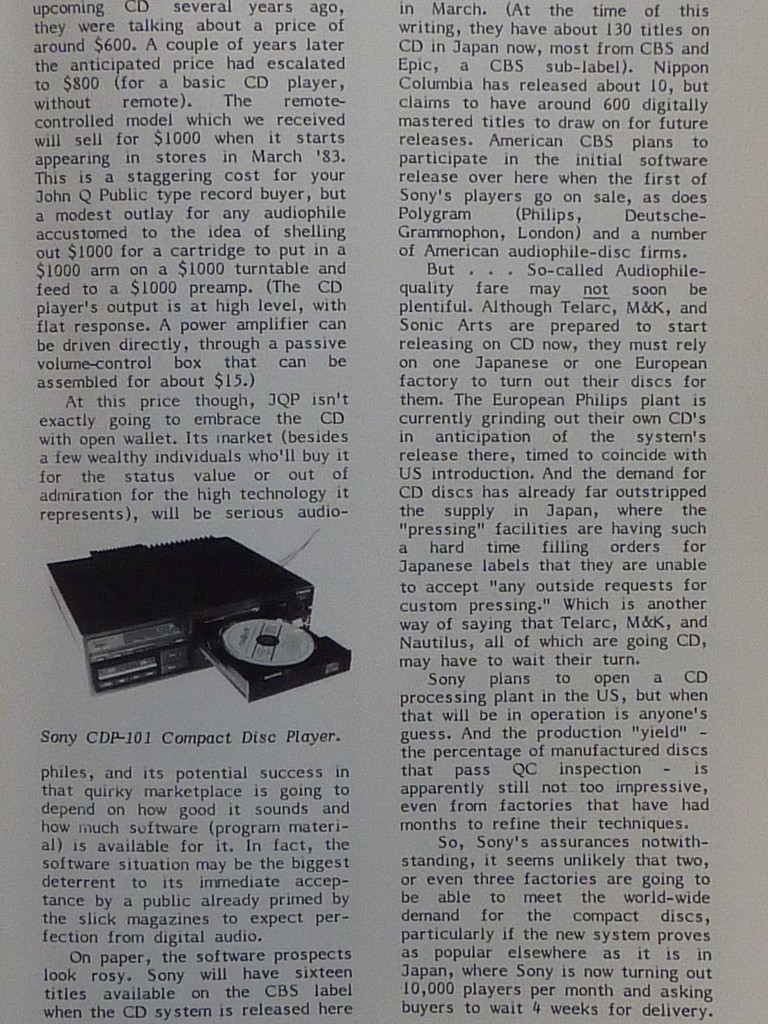 upcoming CD several years ago,
they were talking about a price of
around $600. A couple of years later
the anticipated price had escalated
to $800 (for a basic CD player,
without remote). The remote-
controlled model which we received
will sell for $1000 when it starts
appearing in stores in March '83.
This is a staggering cost for your
John Q Public type record buyer, but
a modest outlay for any audiophile
accustomed to the idea of shelling
out $1000 for a cartridge to put in a
$1000 arm on a $1000 turntable and
feed to a $1000 preamp. (The CD
player's output is at high level, with
flat response. A power amplifier can
be driven directly, through a passive
volume-control box that can be
assembled for about $15.)
At this price though, JQP isn't
exactly going to embrace the CD
with open wallet. Its market (besides
a few wealthy individuals who'll buy it
for the status value or out of
admiration for the high technology it
represents), will be serious audio-
Sony CDP-101 Compact Disc Player.
philes, and its potential success in
that quirky marketplace is going to
depend on how good it sounds and
how much software (program materi-
al) is available for it. In fact, the
software situation may be the biggest
deterrent to its immediate accep-
tance by a public already primed by
the slick magazines to expect per-
fection from digital audio.
On paper, the software prospects
look rosy. Sony will have sixteen
titles available on the CBS label
when the CD system is released here
in March. (At the time of this
writing, they have about 130 titles on
CD in Japan now, most from CBS and
Epic, a CBS sub-label). Nippon
Columbia has released about 10, but
claims to have around 600 digitally
mastered titles to draw on for future
releases. American CBS plans to
participate in the initial software
release over here when the first of
Sony's players go on sale, as does
Polygram (Philips, Deutsche-
Grammophon, London) and a number
of American audiophile-disc firms.
But . . . So-called Audiophile-
quality fare may not soon be
plentiful. Although Telarc, M&K, and
Sonic Arts are prepared to start
releasing on CD now, they must rely
on one Japanese or one European
factory to turn out their discs for
them. The European Philips plant is
currently grinding out their own CD's
in anticipation of the system's
release there, timed to coincide with
US introduction. And the demand for
CD discs has already far outstripped
the supply in Japan, where the
"pressing" facilities are having such
a hard time filling orders for
Japanese labels that they are unable
to accept "any outside requests for
custom pressing." Which is another
way of saying that Telarc, M&K, and
Nautilus, all of which are going CD,
may have to wait their turn.
Sony plans to open a CD
processing plant in the US, but when
that will be in operation is anyone's
guess. And the production "yield" -
the percentage of manufactured discs
that pass QC inspection - is
apparently still not too impressive,
even from factories that have had
months to refine their techniques.
So, Sony's assurances notwith-
standing, it seems unlikely that two,
or even three factories are going to
be able to meet the world-wide
demand for the compact discs,
particularly if the new system proves
as popular elsewhere as it is in
Japan, where Sony is now turning out
10,000 players per month and asking
buyers to wait 4 weeks for delivery.